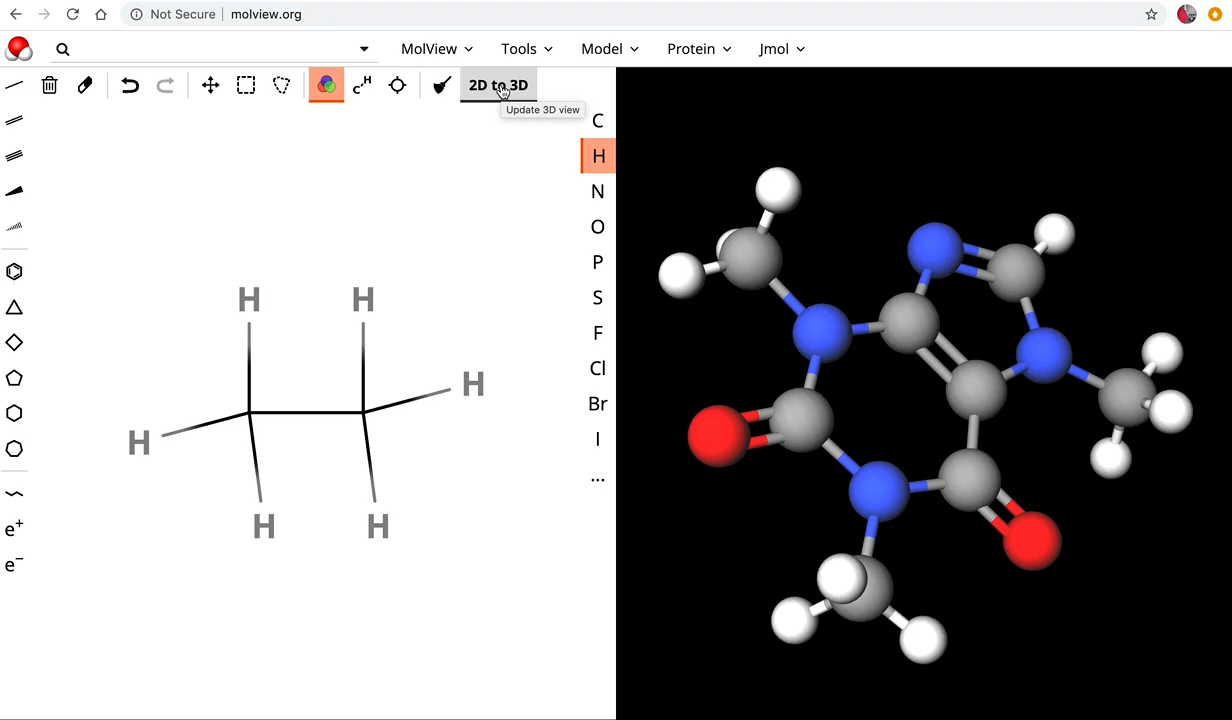 Not Secure | molview.org
MolView Tools Model Protein Jmol
C H 2D to 3D
Update 3D view
C
H
N
O
P
S
F
Cl
Br
I
...
e+
e−
H H
H
H
H H